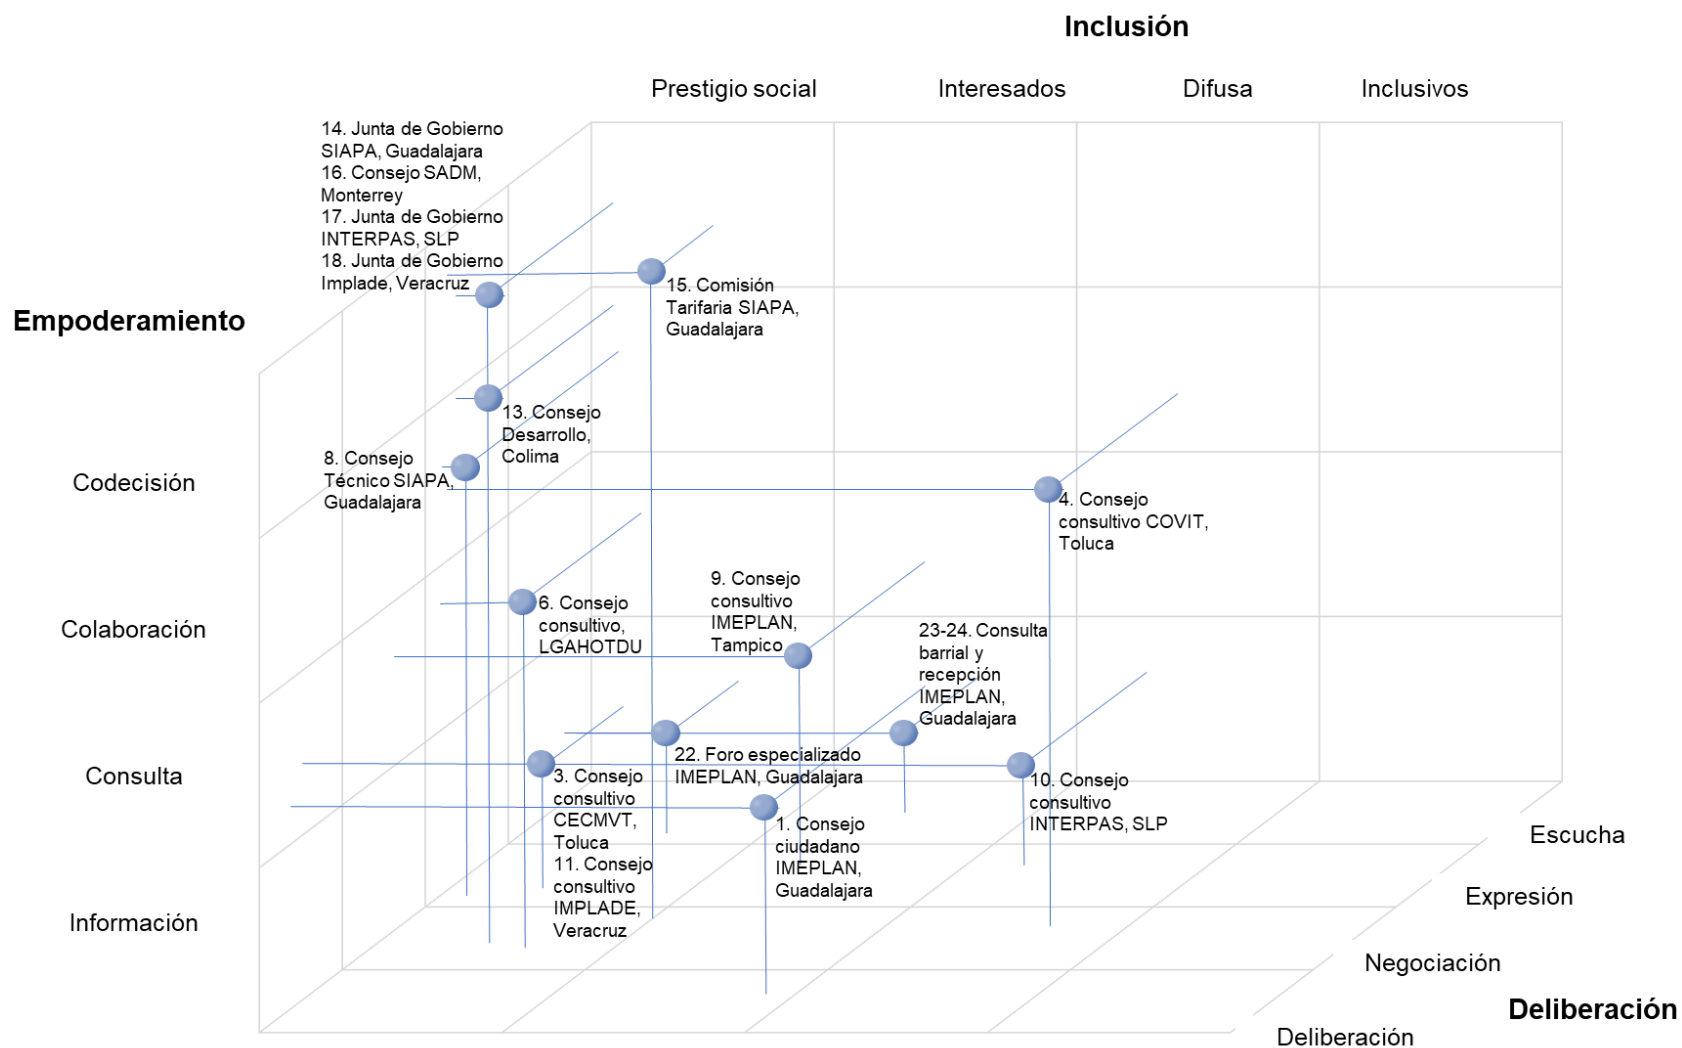 Inclusión
Prestigio social
Interesados
Difusa
Inclusivos
14. Junta de Gobierno
SIAPA, Guadalajara
16. Consejo SADM,
Monterrey
17. Junta de Gobierno
INTERPAS, SLP
18. Junta de Gobierno
Implade, Veracruz
15. Comisión
Tarifaria SIAPA,
Guadalajara
Empoderamiento
13. Consejo
Desarrollo,
Colima
8. Consejo
Técnico SIAPA,
Guadalajara
Codecisión
4. Consejo
consultivo COVIT,
Toluca
9. Consejo
consultivo
IMEPLAN,
Tampico
6. Consejo
consultivo,
LGAHOTDU
Colaboración
23-24. Consulta
barrial y
recepción
IMEPLAN,
Guadalajara
22. Foro especializado
IMEPLAN, Guadalajara
Consulta
3. Consejo
consultivo
CECMVT,
Toluca
11. Consejo
consultivo
IMPLADE,
Veracruz
10. Consejo
consultivo
INTERPAS, SLP
1. Consejo
ciudadano
IMEPLAN,
Guadalajara
Información
Escucha
Expresión
Negociación
Deliberación
Deliberación